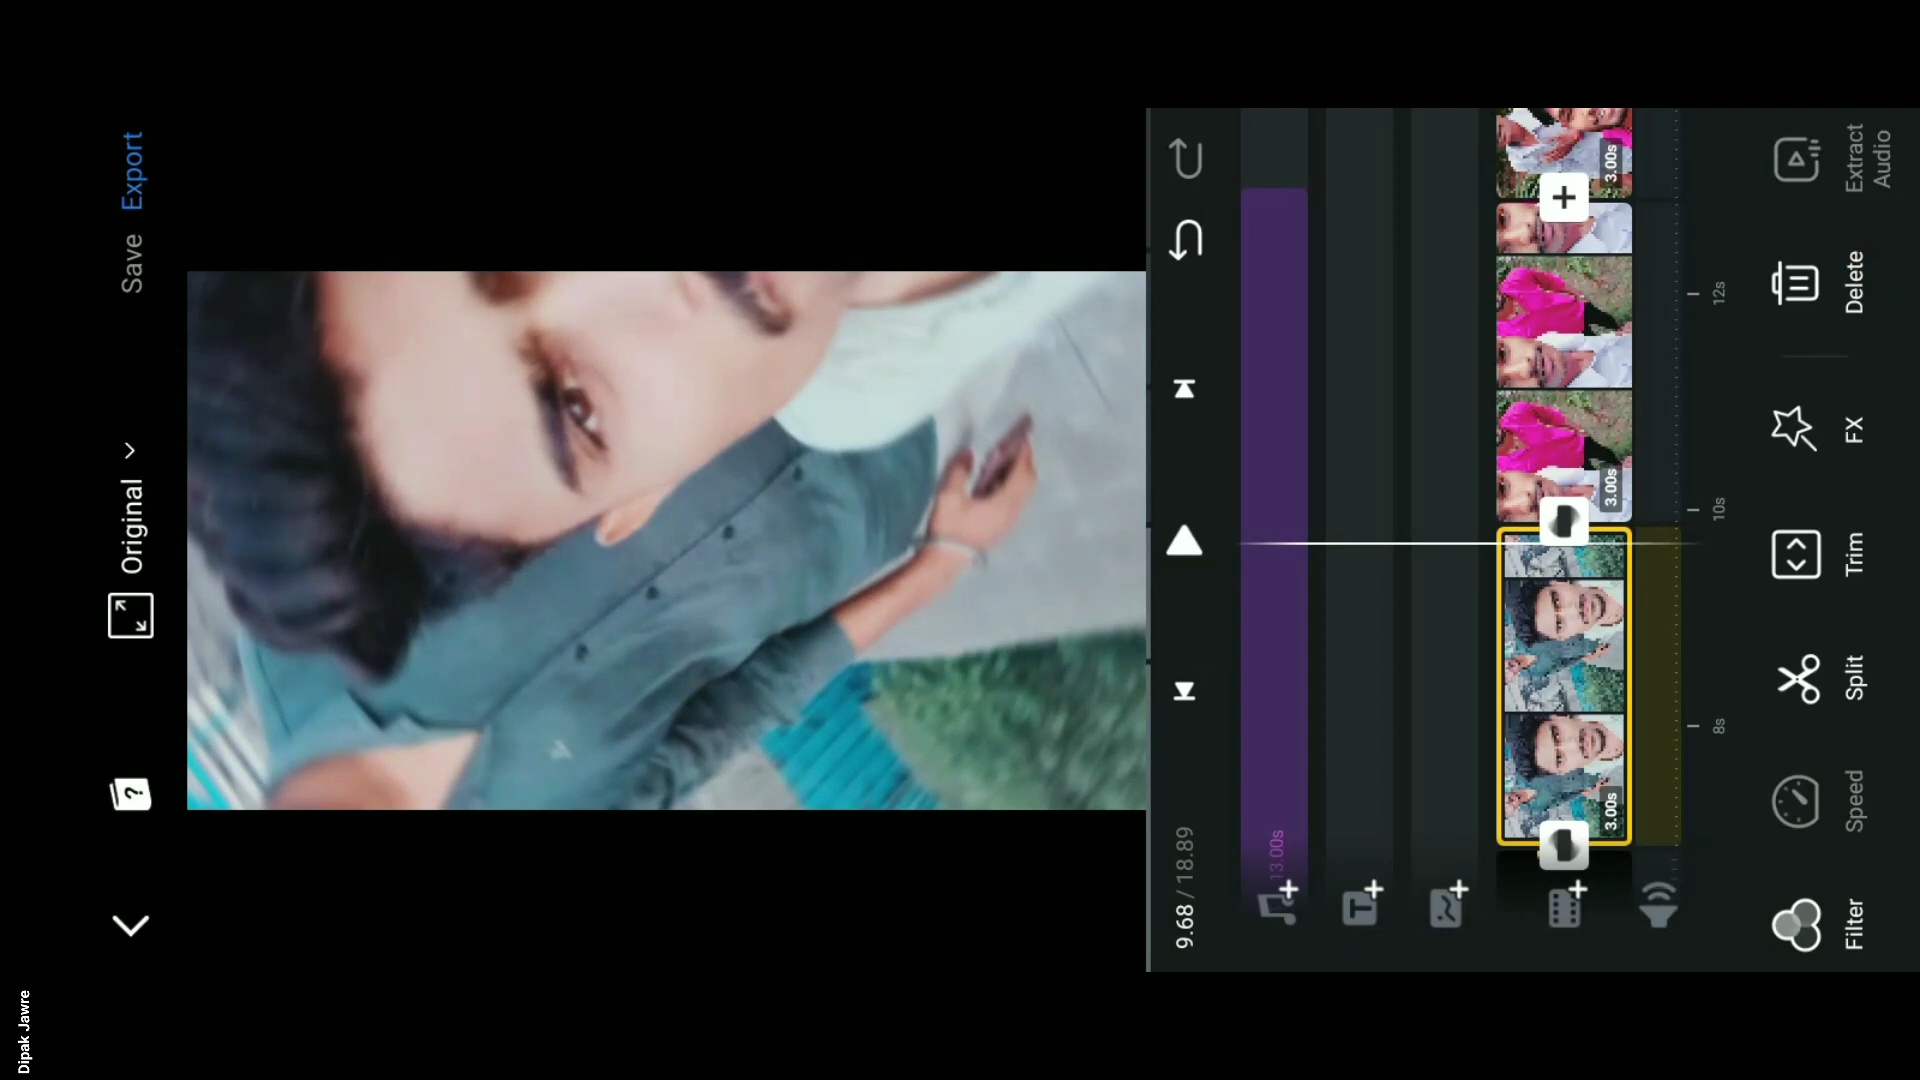 Original
Save
Export
9.68 / 18.89
13.00s
3.00s
3.00s
3.00s
8s
10s
12s
Filter
Speed
Split
Trim
FX
Delete
Extract
Audio
Dipak Jawre